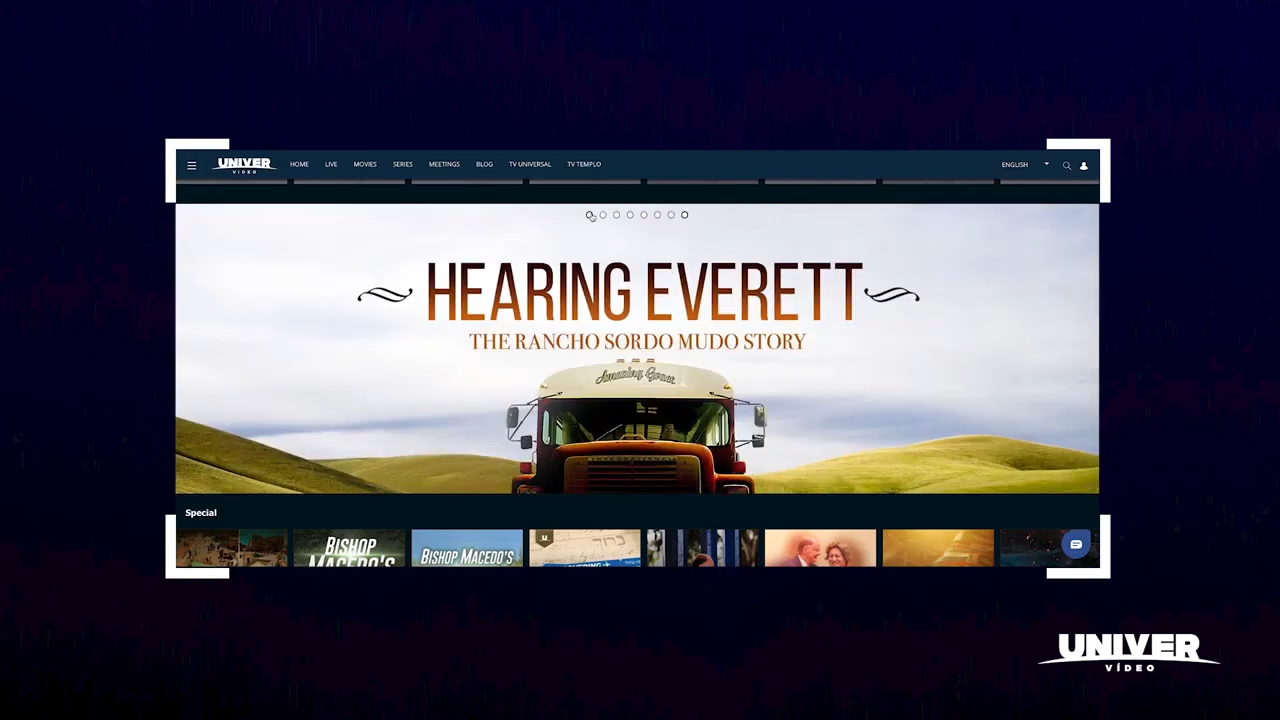 UNIVER
VÍDEO
HOME LIVE MOVIES SERIES MEETINGS BLOG TV UNIVERSAL TV TEMPLO
ENGLISH
HEARING EVERETT
THE RANCHO SORDO MUDO STORY
Amazing Grace
Special
BISHOP
MACEDO'S
BISHOP MACEDO'S
UNIVER
VÍDEO